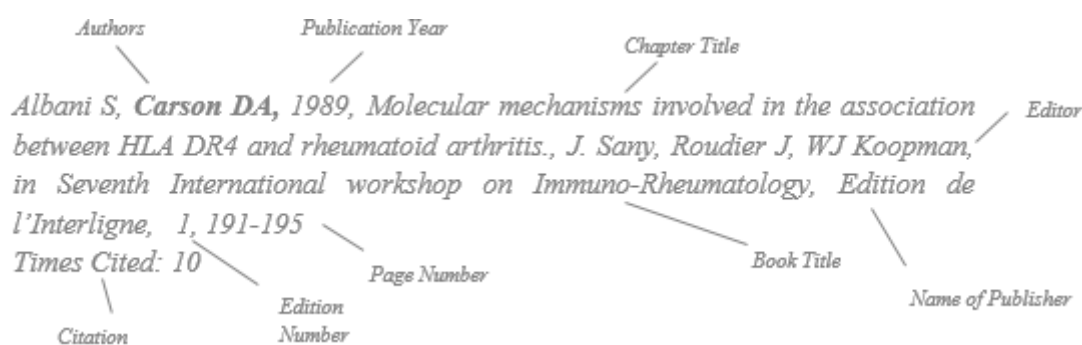 Authors
Publication Year
Chapter Title
Albani S, Carson DA, 1989, Molecular mechanisms involved in the association
Editor
between HLA DR4 and rheumatoid arthritis., J. Sany, Roudier J, WJ Koopman,
in Seventh International workshop on Immuno-Rheumatology, Edition de
l’Interligne, 1, 191-195
Times Cited: 10
Page Number
Book Title
Name of Publisher
Edition
Number
Citation